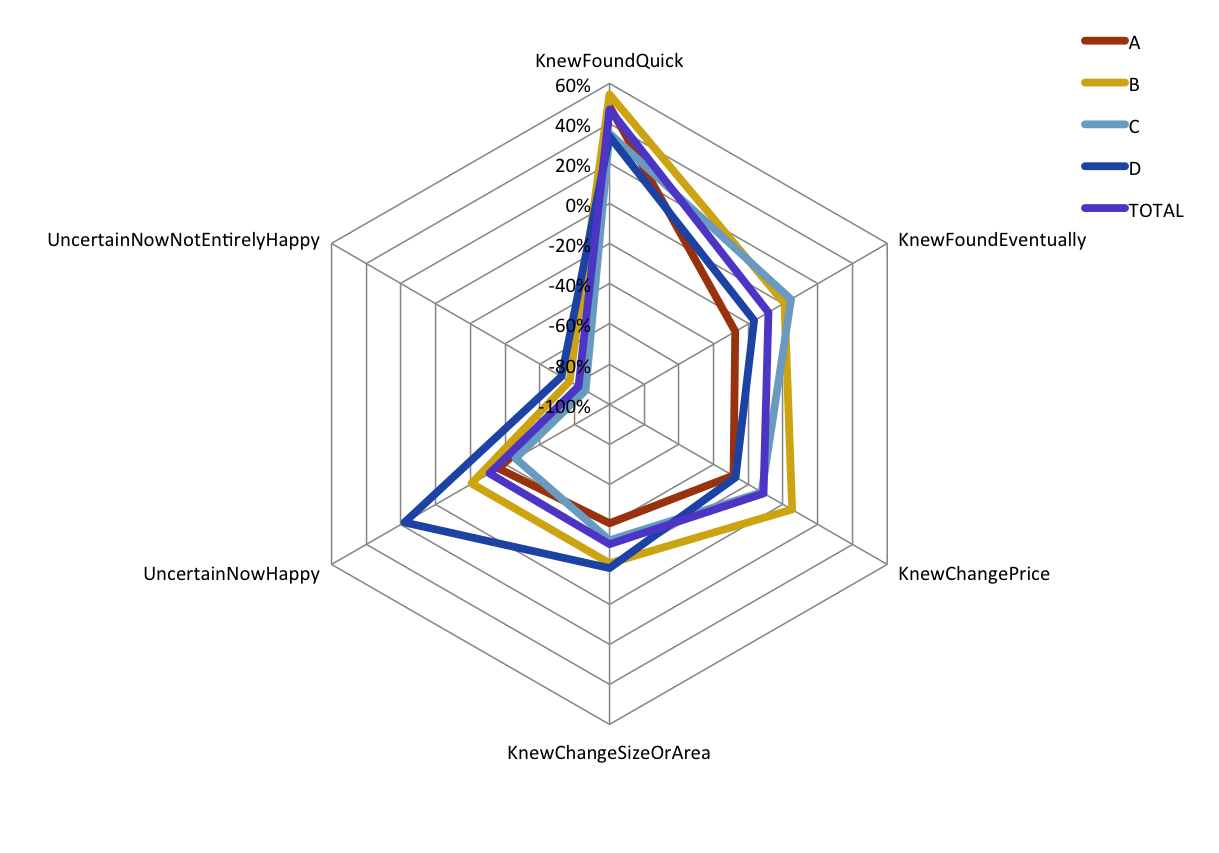 KnewFoundQuick
60%
40%
20%
0%
-20%
-40%
-60%
-80%
-100%
KnewFoundEventually
KnewChangePrice
KnewChangeSizeOrArea
UncertainNowHappy
UncertainNowNotEntirelyHappy
A
B
C
D
TOTAL